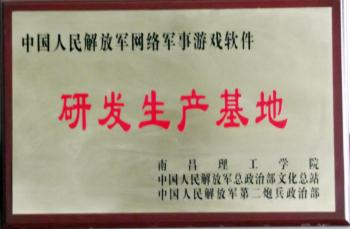 中国人民解放军网络军事游戏软件
研发生产基地
南昌理工学院
中国人民解放军总政治部文化总站
中国人民解放军第二炮兵政治部